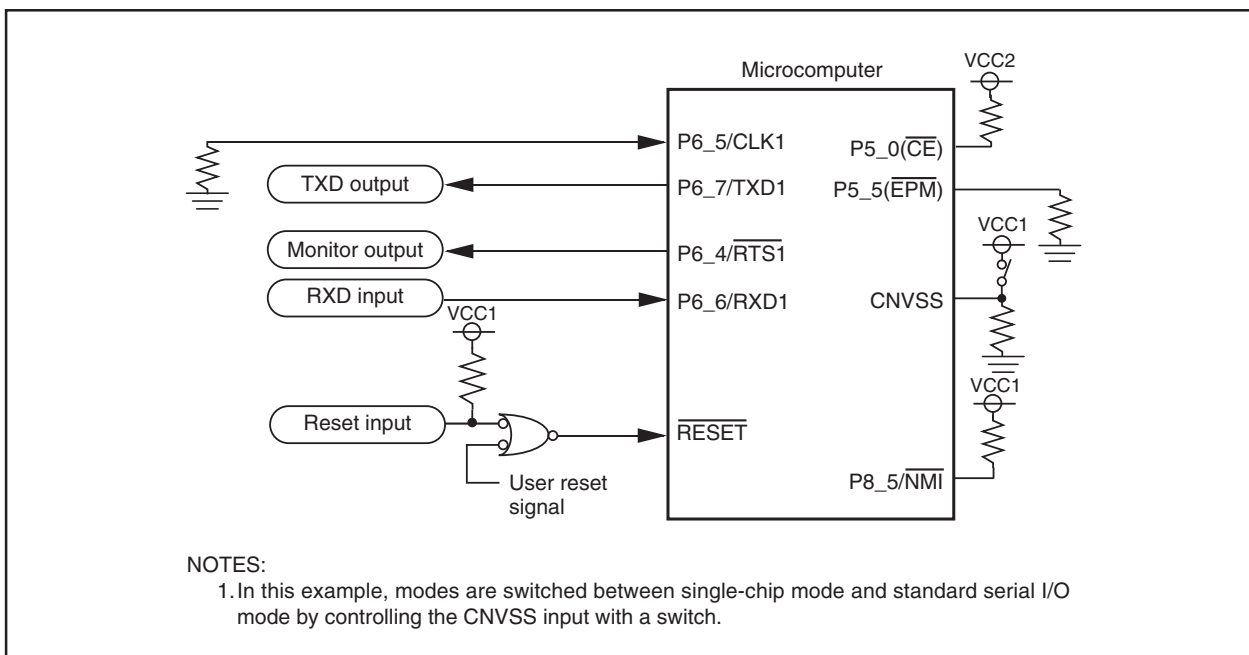 Microcomputer
VCC2
P6_5/CLK1
P5_0(CE)
TXD output
P6_7/TXD1
P5_5(EPM)
VCC1
Monitor output
P6_4/RTS1
RXD input
P6_6/RXD1
CNVSS
VCC1
VCC1
Reset input
RESET
User reset
signal
P8_5/NMI
NOTES:
1. In this example, modes are switched between single-chip mode and standard serial I/O
mode by controlling the CNVSS input with a switch.